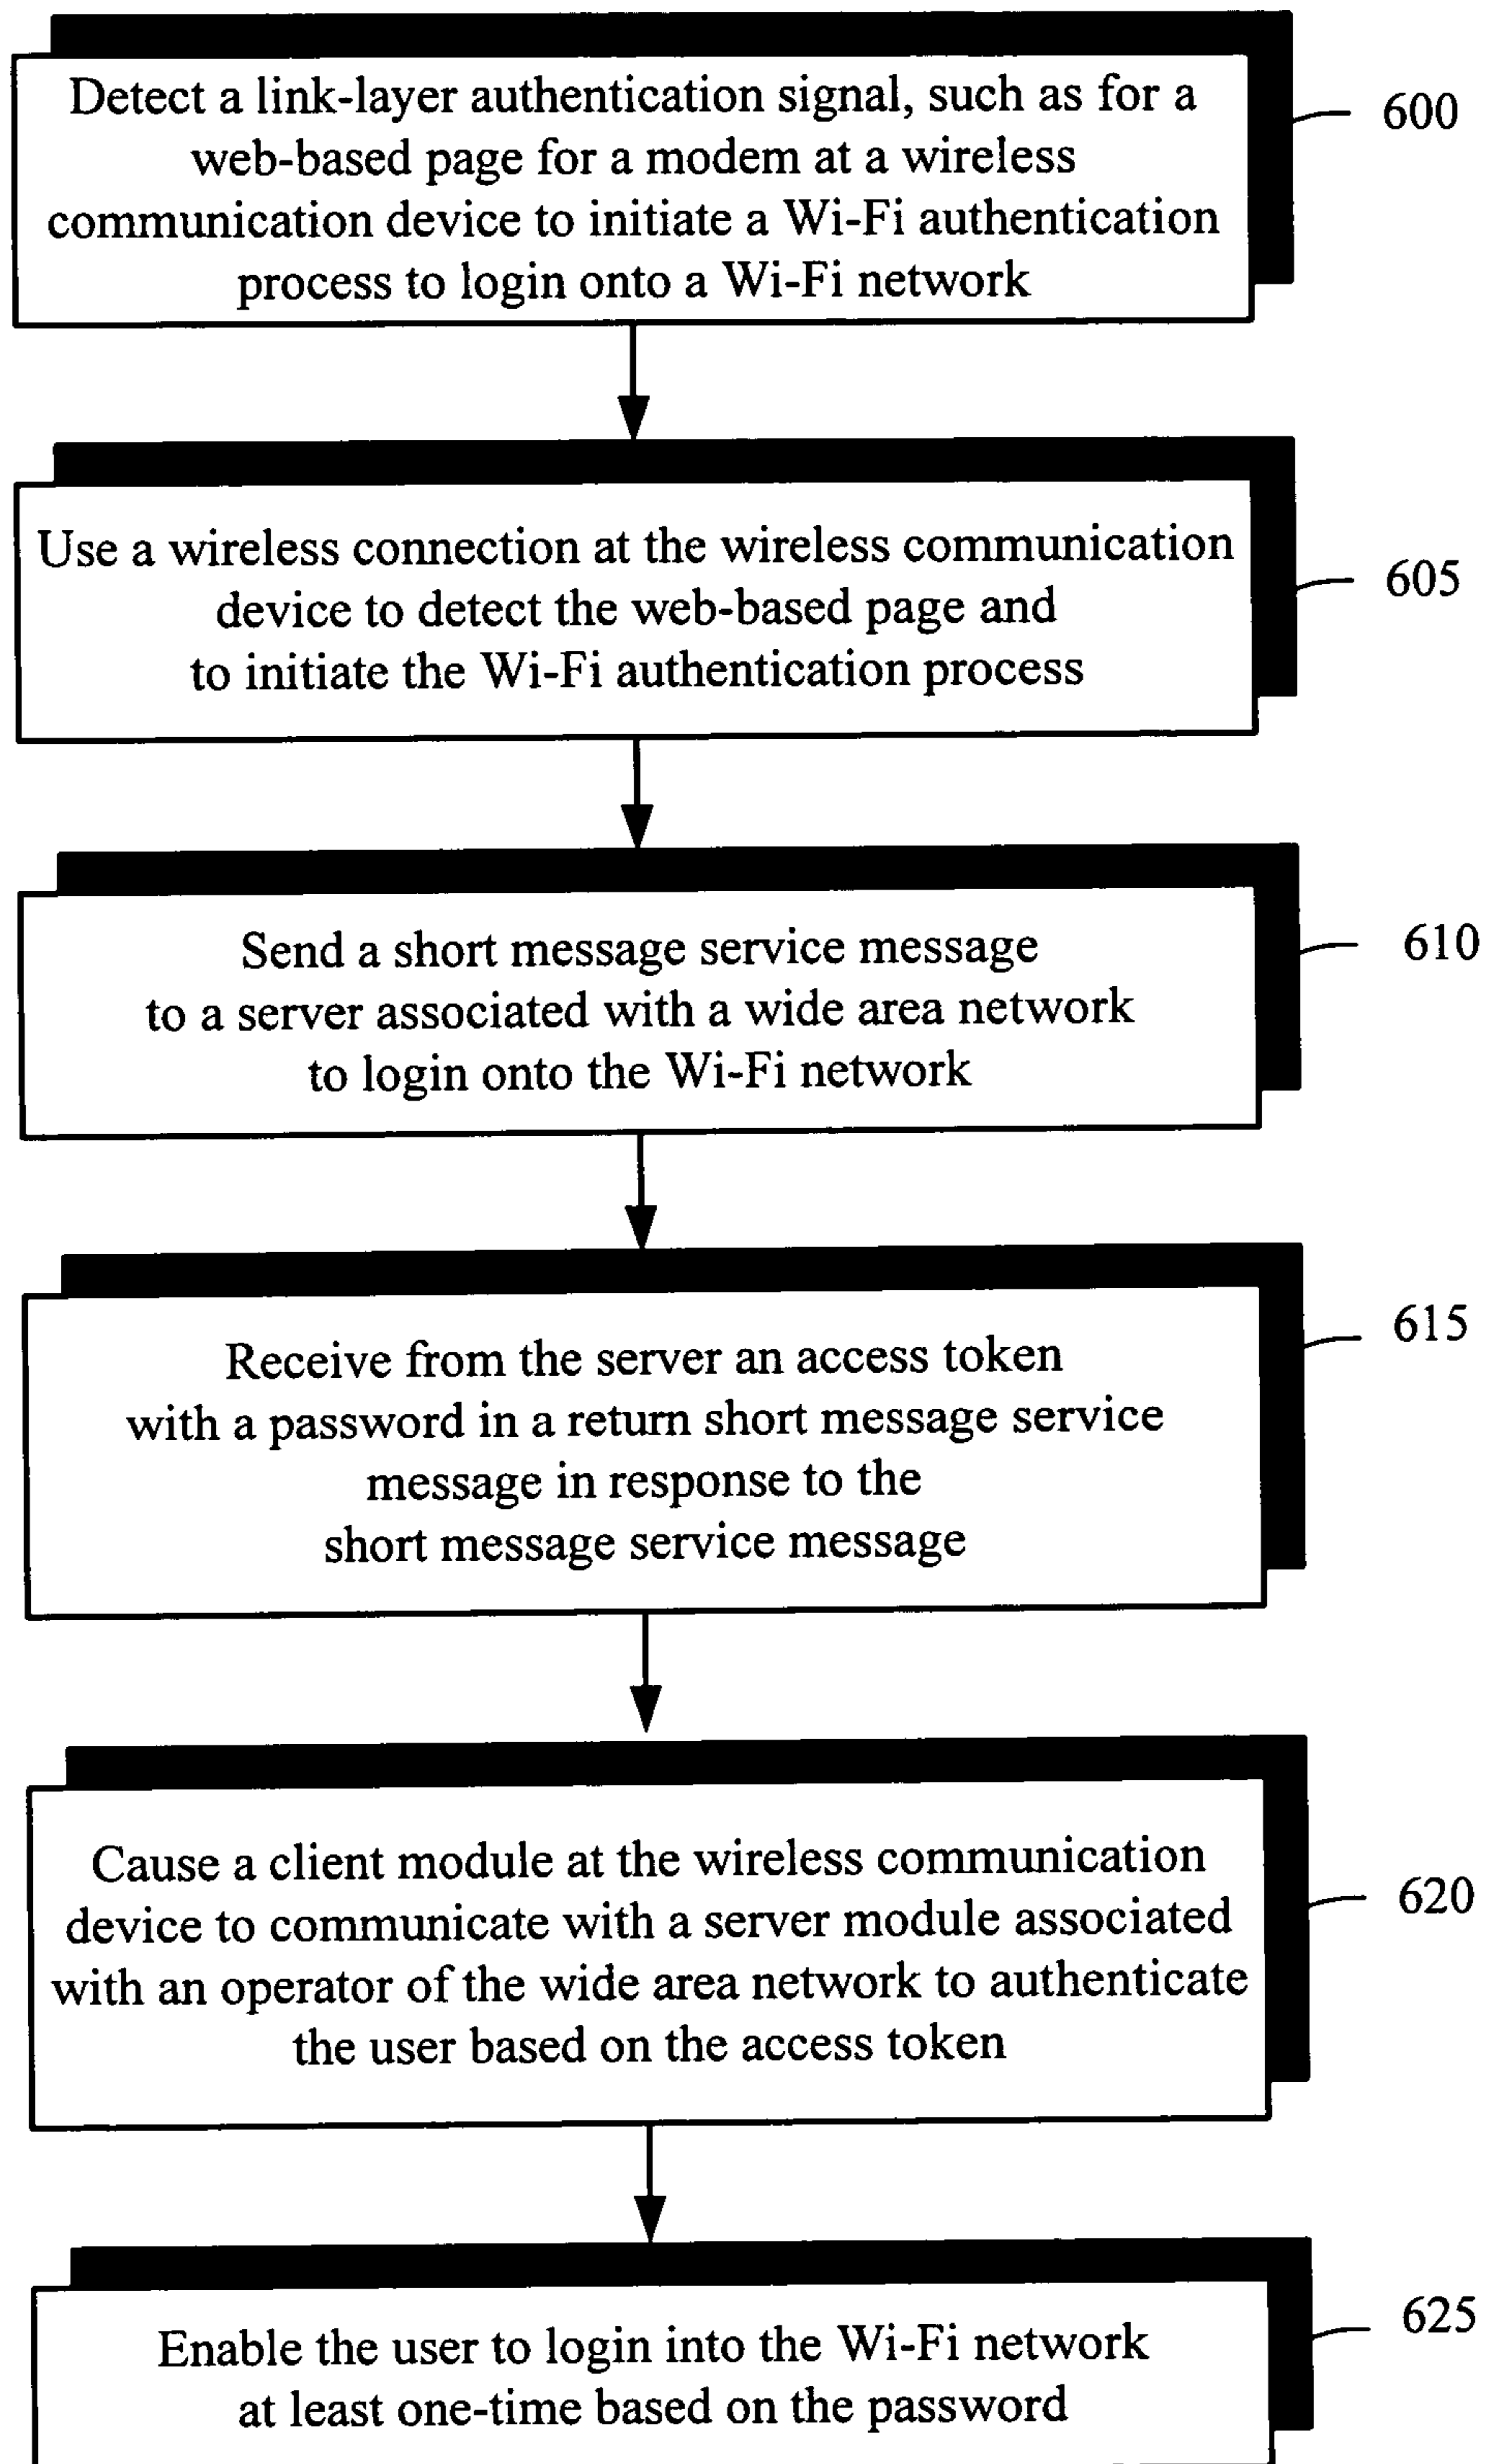 Detect a link-layer authentication signal, such as for a
web-based page for a modem at a wireless
communication device to initiate a Wi-Fi authentication
process to login onto a Wi-Fi network
600
Use a wireless connection at the wireless communication
device to detect the web-based page and
to initiate the Wi-Fi authentication process
605
Send a short message service message
to a server associated with a wide area network
to login onto the Wi-Fi network
610
Receive from the server an access token
with a password in a return short message service
message in response to the
short message service message
615
Cause a client module at the wireless communication
device to communicate with a server module associated
with an operator of the wide area network to authenticate
the user based on the access token
620
Enable the user to login into the Wi-Fi network
at least one-time based on the password
625